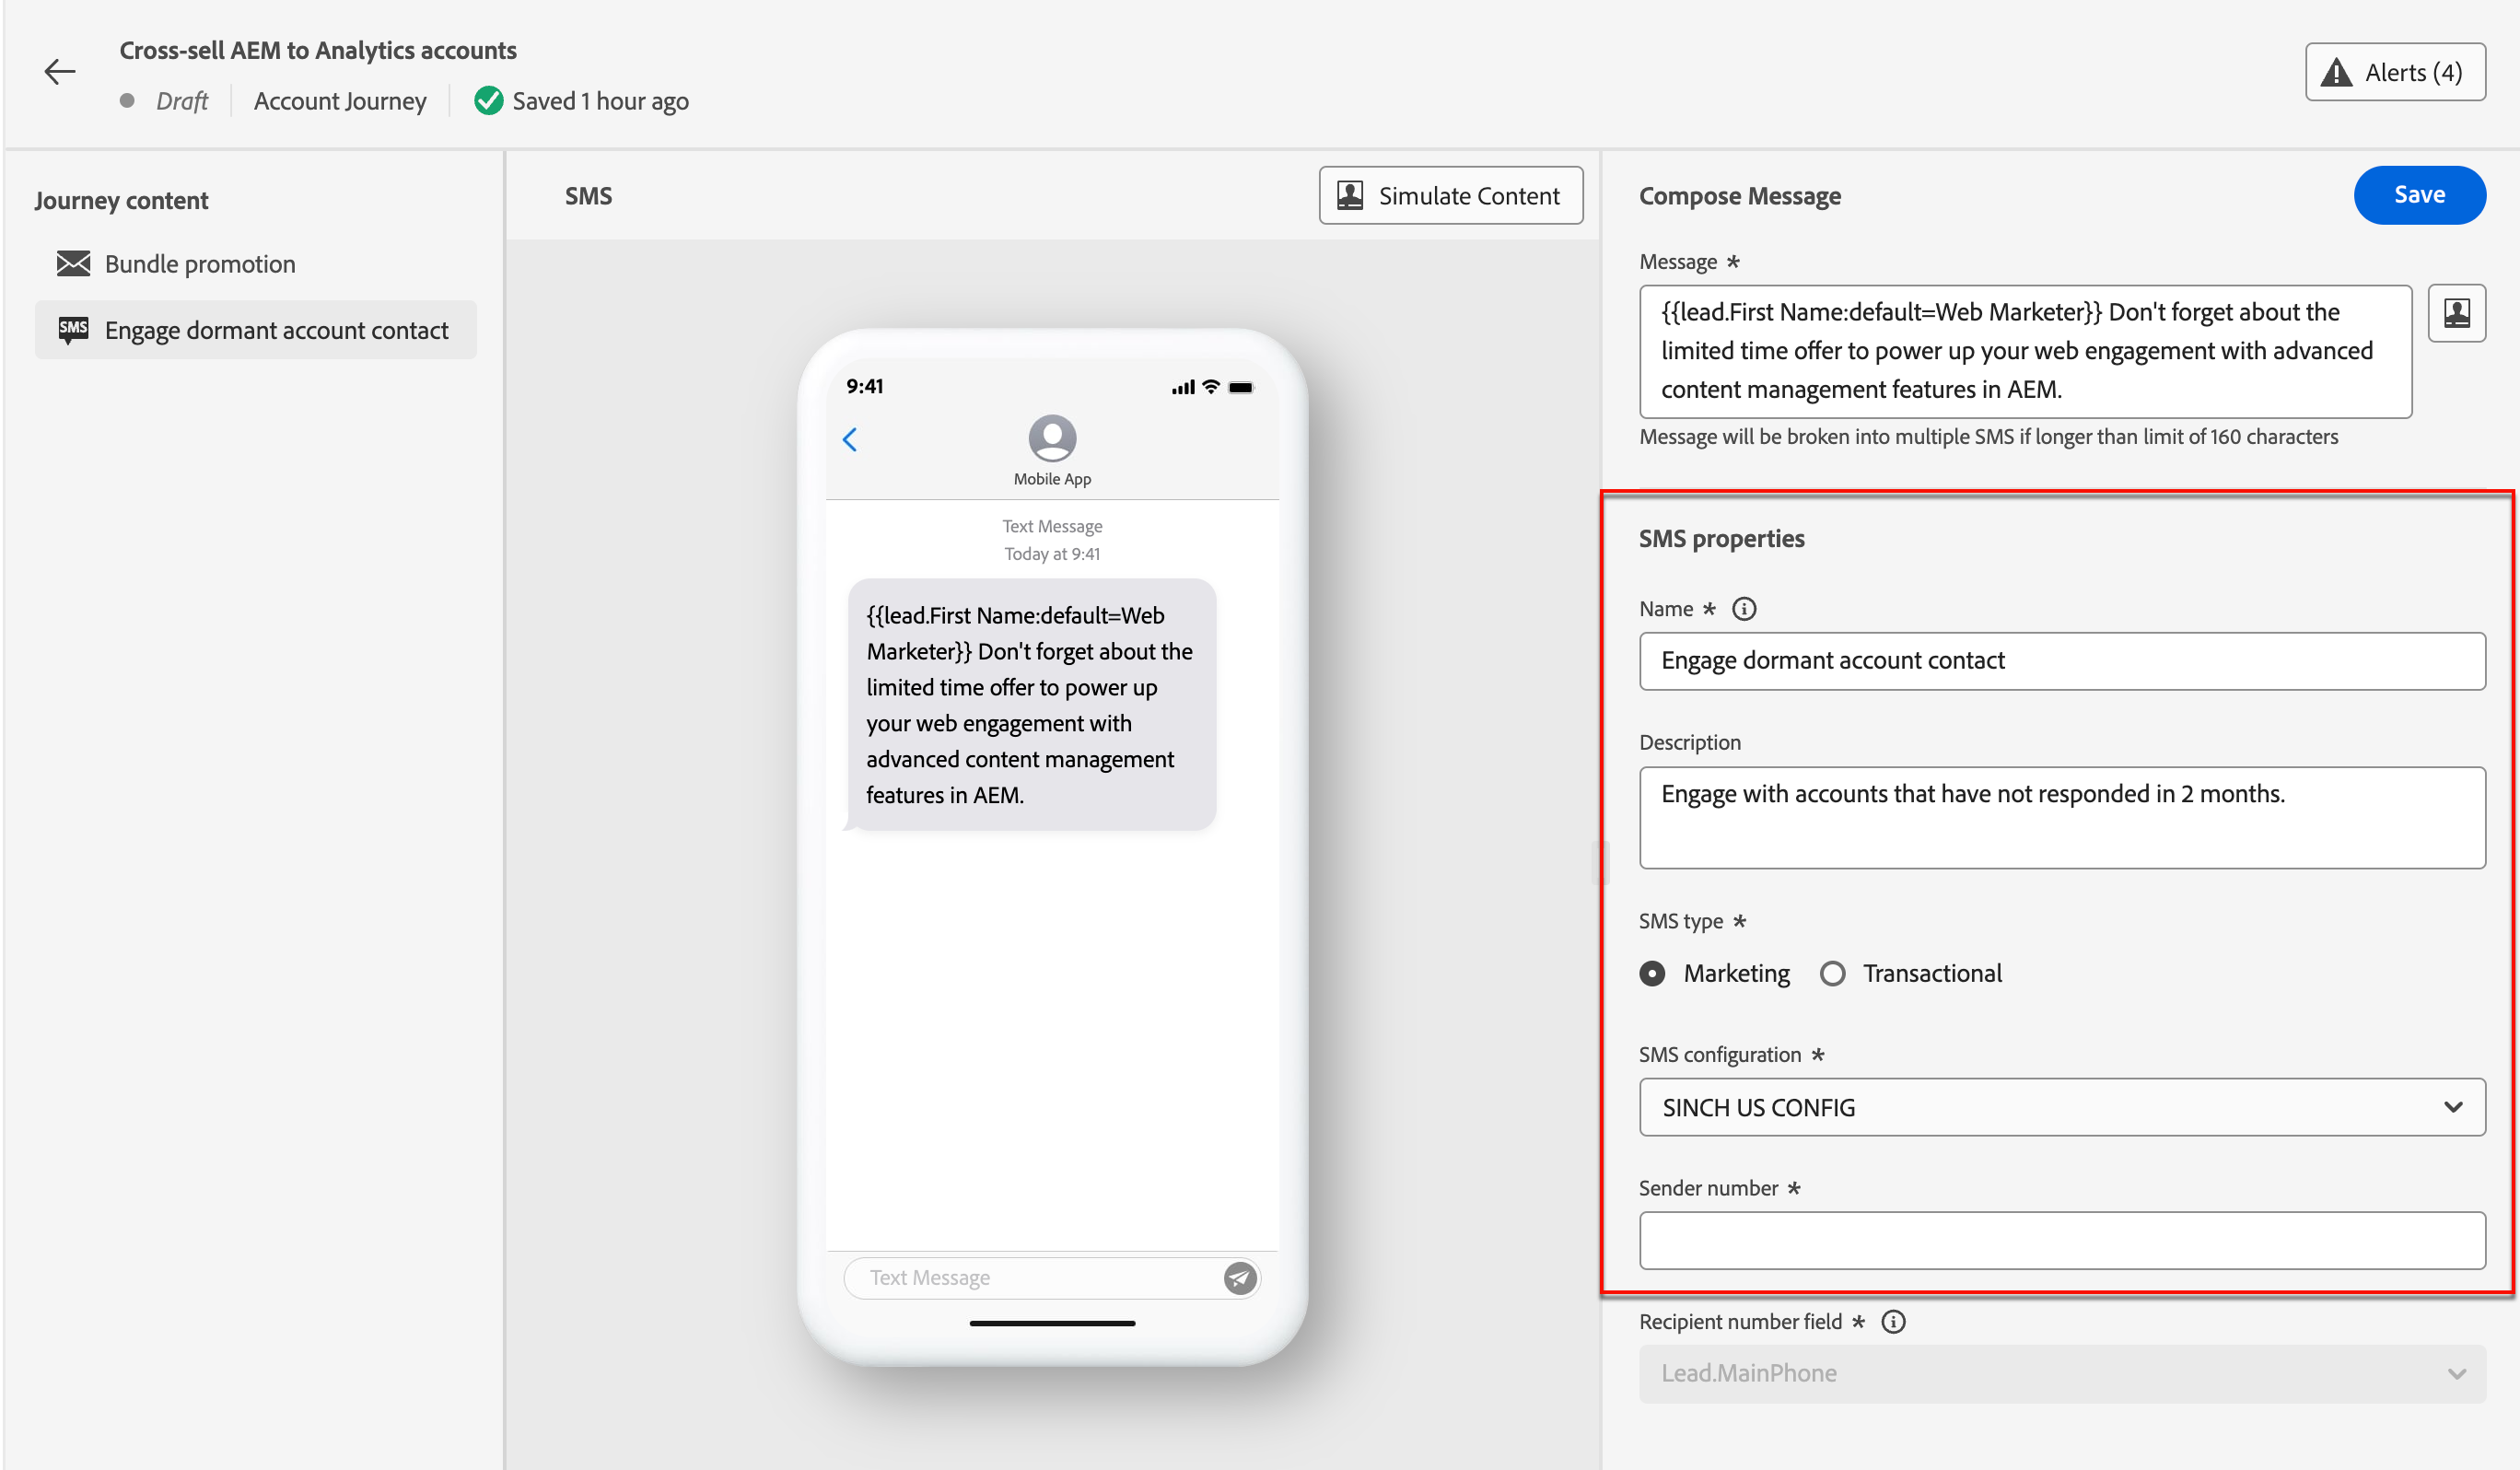 Cross-sell AEM to Analytics accounts
Draft
Account Journey
Saved 1 hour ago
Alerts (4)
Journey content
Bundle promotion
SMS
Engage dormant account contact
SMS
Simulate Content
9:41
Mobile App
Text Message
Today at 9:41
{{lead.First Name:default=Web
Marketer}} Don't forget about the
limited time offer to power up
your web engagement with
advanced content management
features in AEM.
Text Message
Compose Message
Save
Message *
{{lead.First Name:default=Web Marketer}} Don't forget about the
limited time offer to power up your web engagement with advanced
content management features in AEM.
Message will be broken into multiple SMS if longer than limit of 160 characters
SMS properties
Name *
Engage dormant account contact
Description
Engage with accounts that have not responded in 2 months.
SMS type *
Marketing
Transactional
SMS configuration *
SINCH US CONFIG
Sender number *
Recipient number field *
Lead.MainPhone